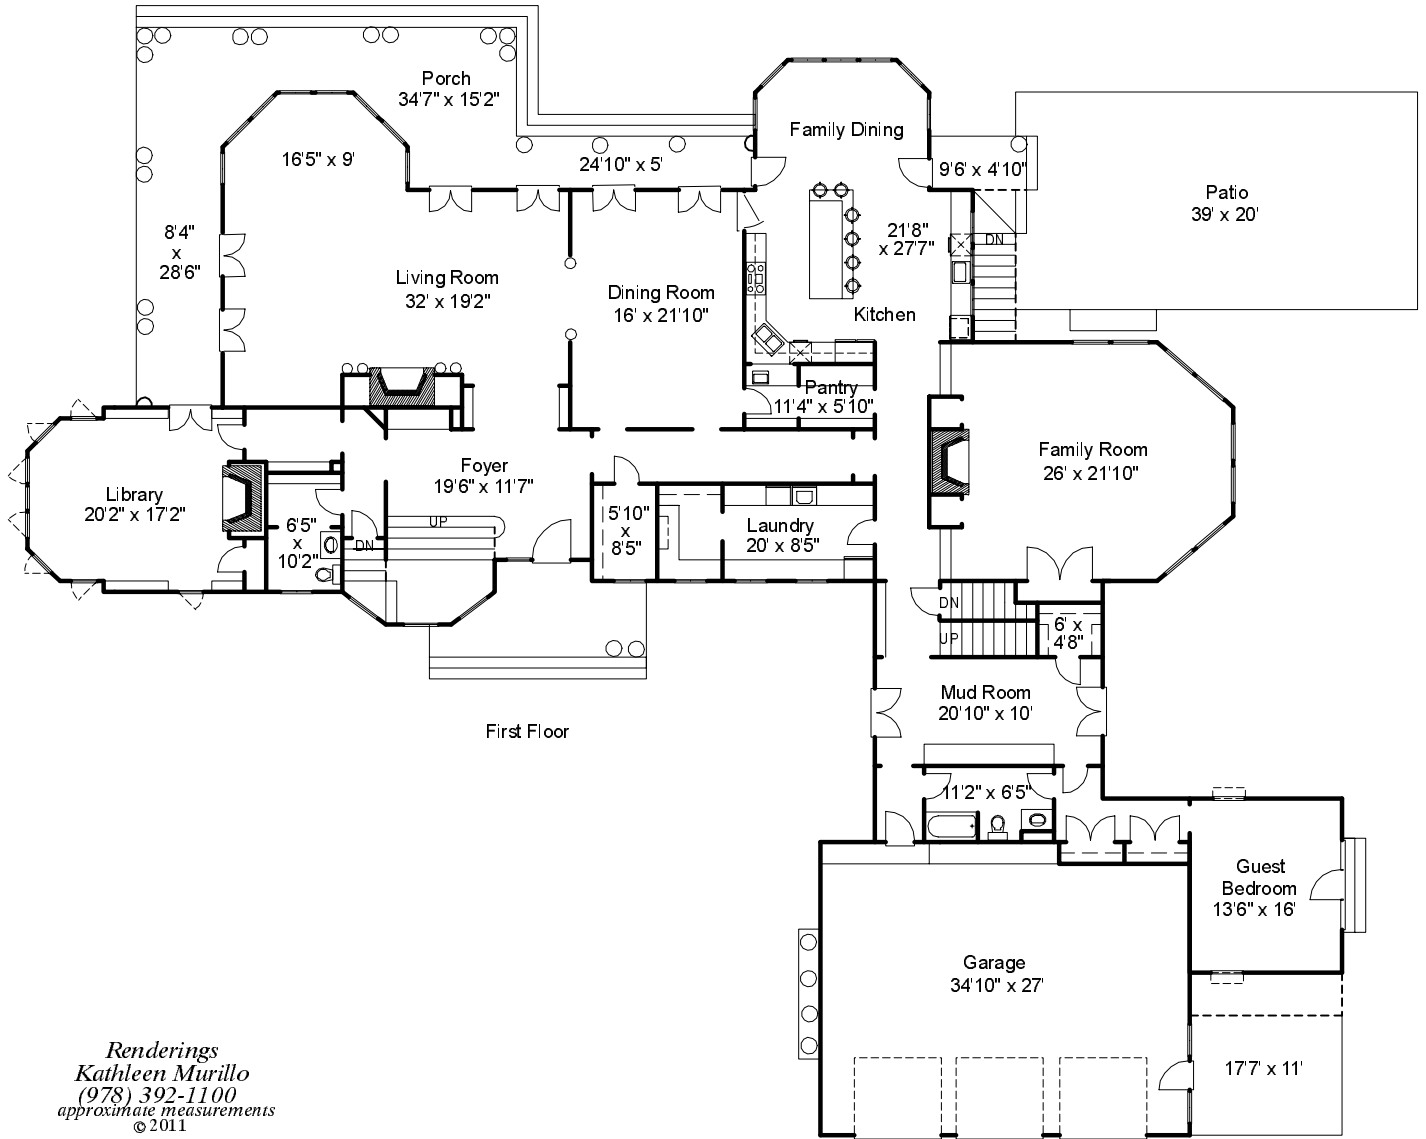 Porch
34'7" x 15'2"
Family Dining
16'5" x 9'
24'10" x 5'
9'6' x 4'10"
Patio
39' x 20'
8'4"
x
28'6"
21'8"
x 27'7"
DN
Living Room
32' x 19'2"
Dining Room
16' x 21'10"
Kitchen
Pantry
11'4" x 5'10"
Foyer
19'6" x 11'7"
Family Room
26' x 21'10"
Library
20'2" x 17'2"
6'5"
x
10'2"
UP
DN
5'10"
x
8'5"
Laundry
20' x 8'5"
DN
UP
6' x
4'8"
Mud Room
20'10" x 10'
First Floor
11'2" x 6'5"
Guest
Bedroom
13'6" x 16'
Garage
34'10" x 27'
17'7" x 11'
Renderings
Kathleen Murillo
(978) 392-1100
approximate measurements
© 2011